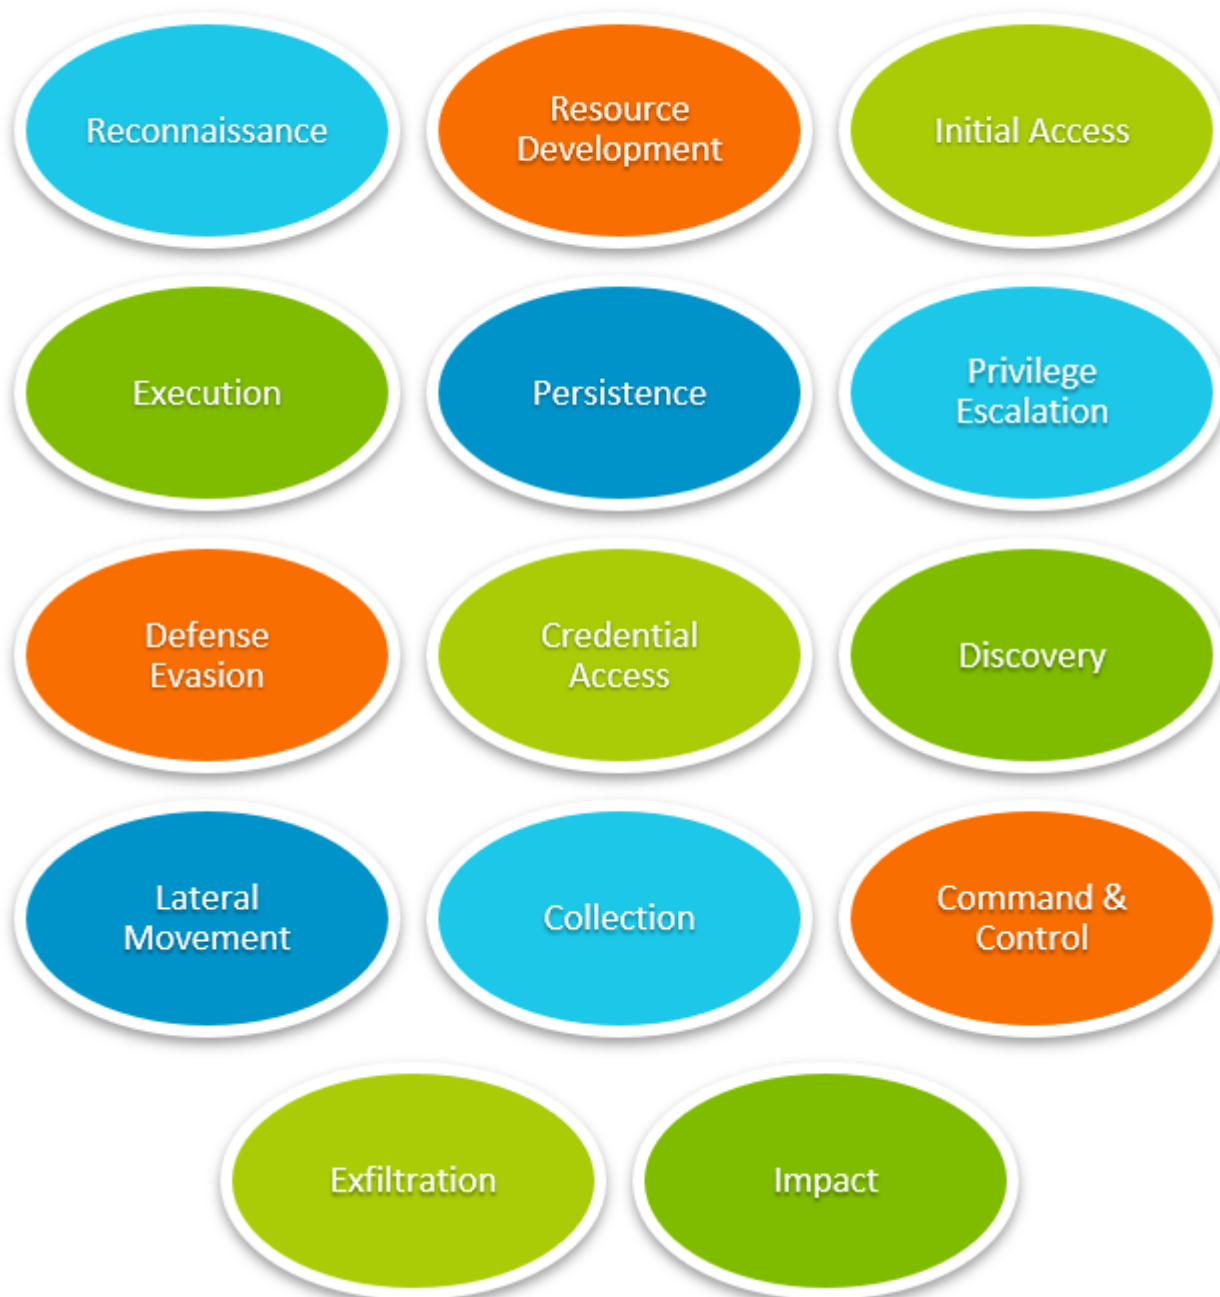 Reconnaissance
Resource
Development
Initial Access
Execution
Persistence
Privilege
Escalation
Defense
Evasion
Credential
Access
Discovery
Lateral
Movement
Collection
Command &
Control
Exfiltration
Impact